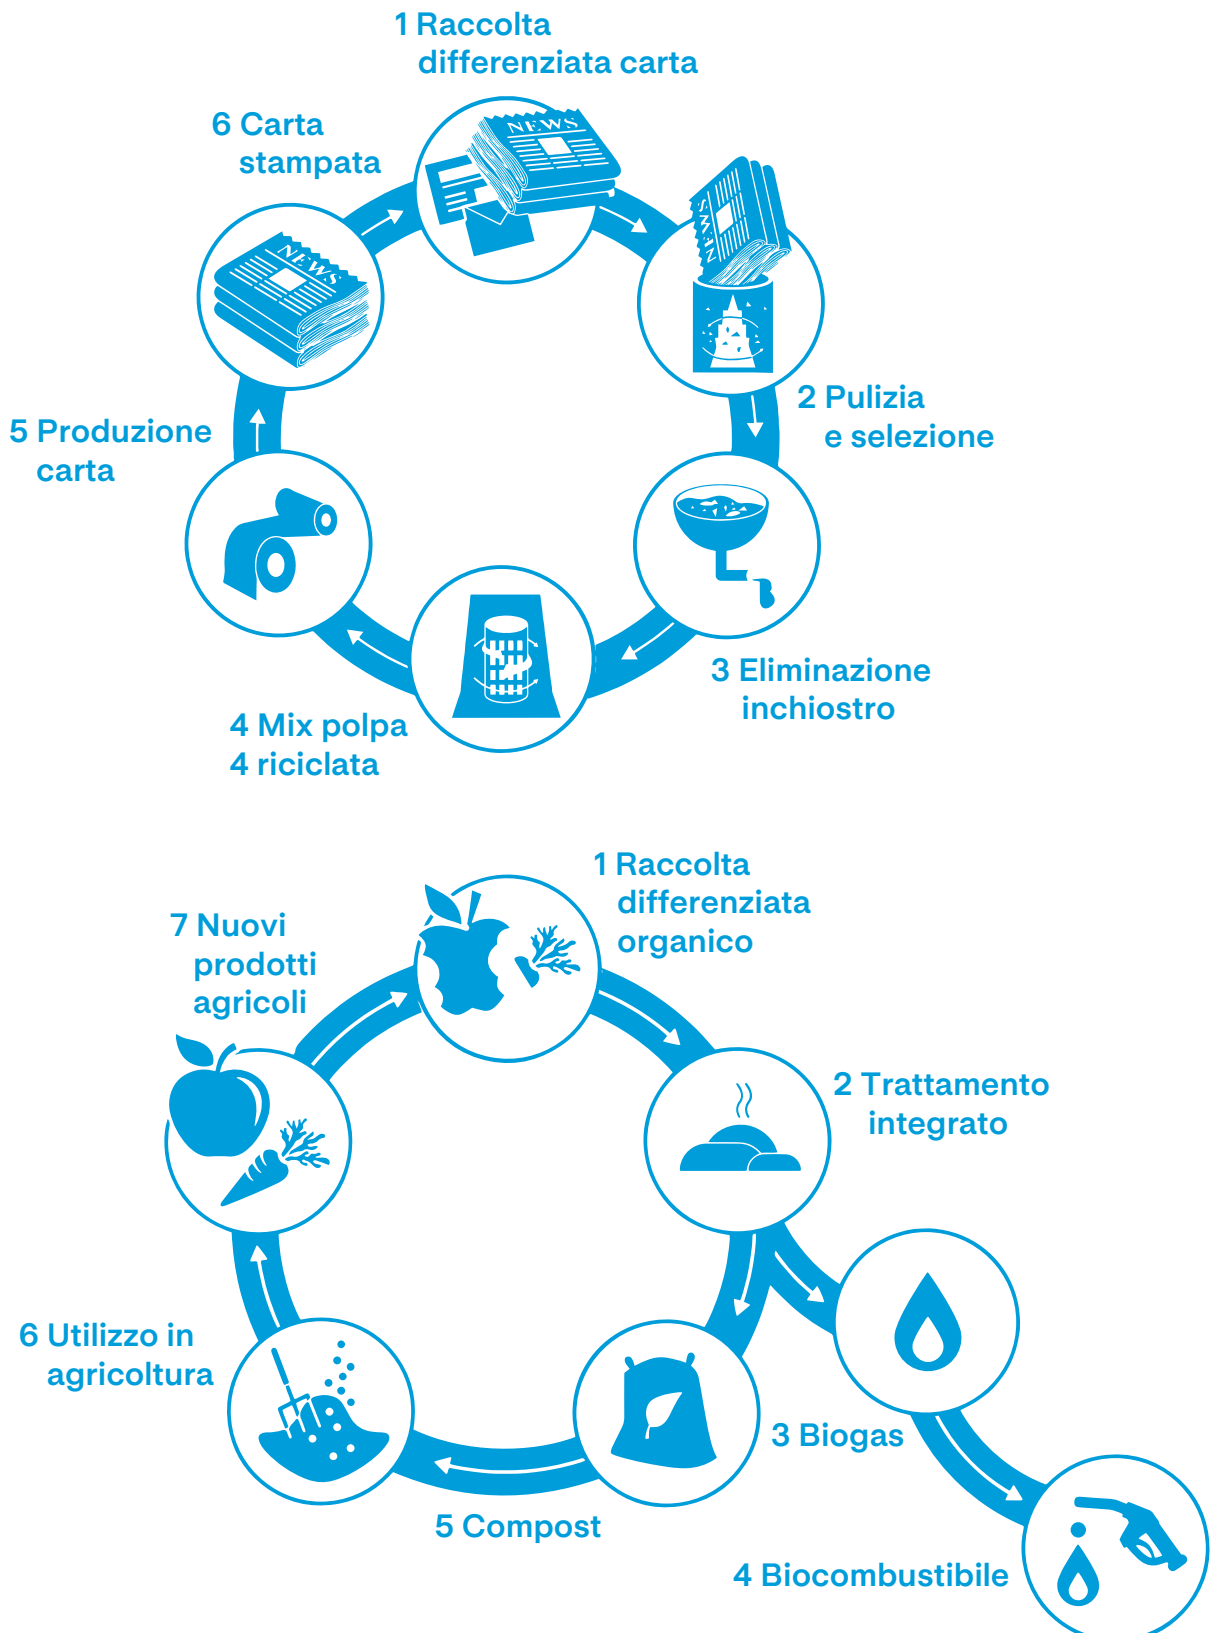 1 Raccolta
differenziata carta
6 Carta
stampata
NEWS
NEWS
NEWS
2 Pulizia
e selezione
5 Produzione
carta
3 Eliminazione
inchiostro
4 Mix polpa
4 riciclata
1 Raccolta
differenziata
organico
7 Nuovi
prodotti
agricoli
2 Trattamento
integrato
6 Utilizzo in
agricoltura
3 Biogas
5 Compost
4 Biocombustibile